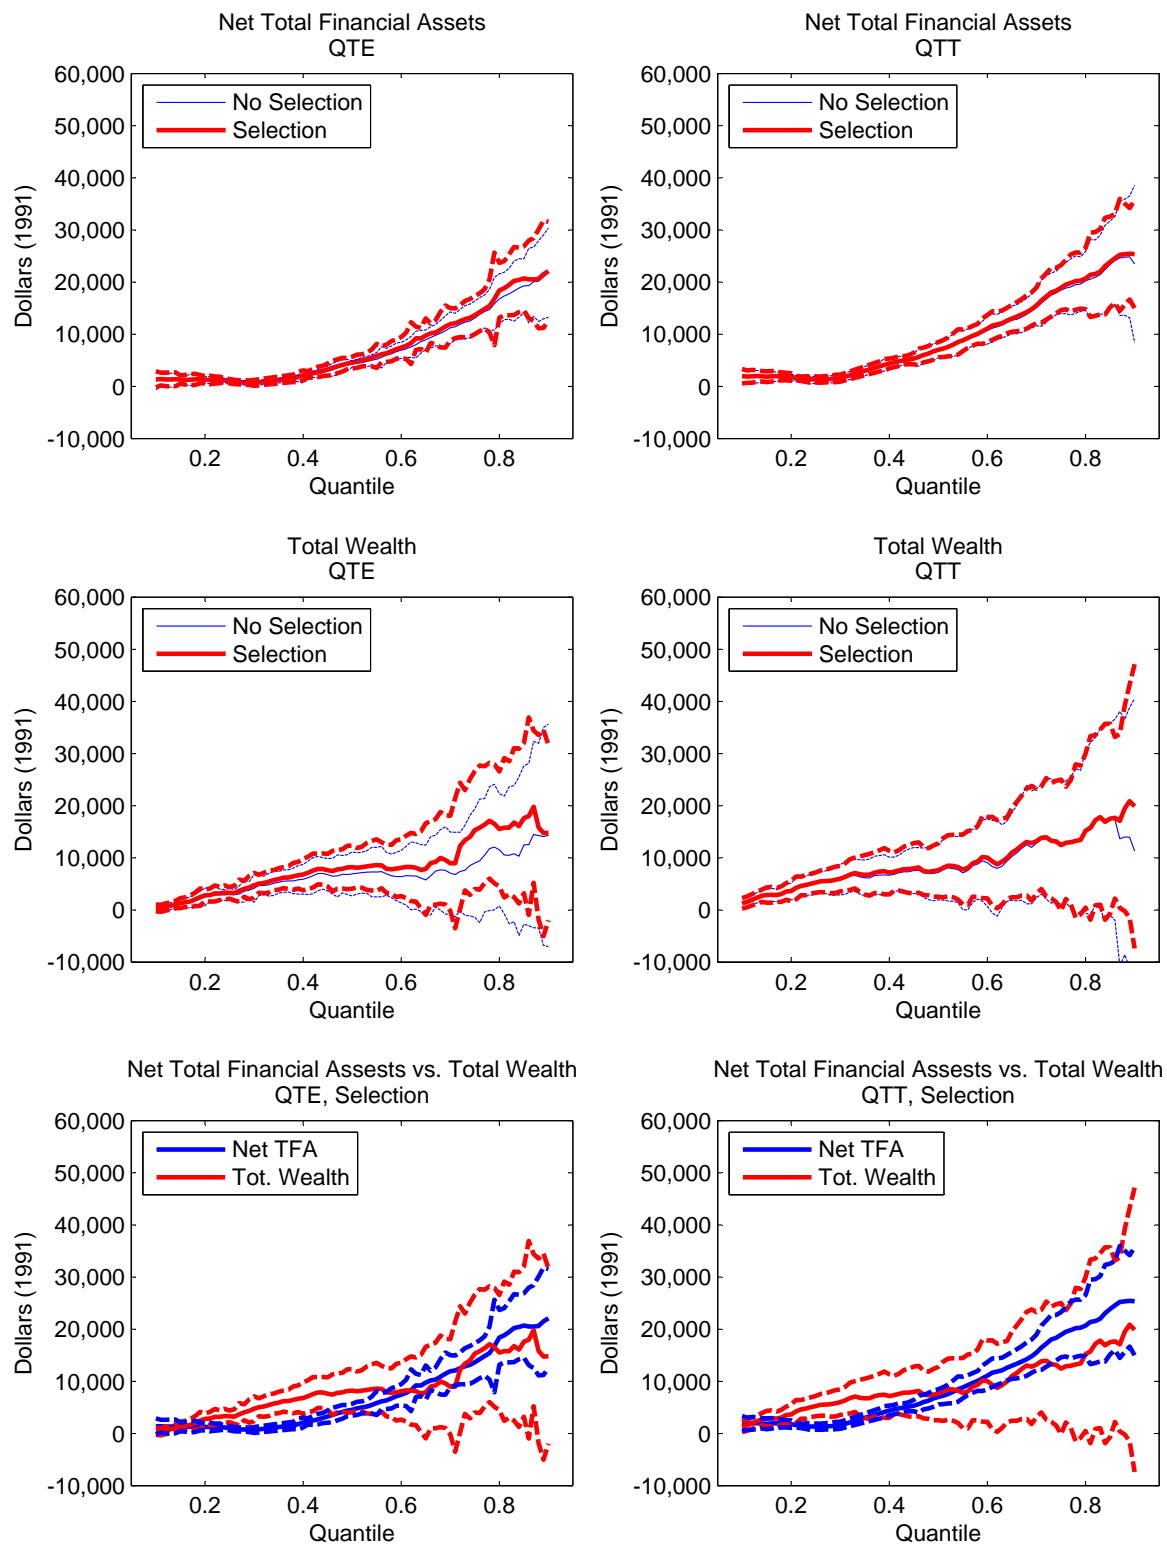 Net Total Financial Assets
QTE
60,000
50,000
40,000
30,000
20,000
10,000
0
-10,000
Dollars (1991)
No Selection
Selection
0.2 0.4 0.6 0.8
Quantile
Net Total Financial Assets
QTT
60,000
50,000
40,000
30,000
20,000
10,000
0
-10,000
Dollars (1991)
No Selection
Selection
0.2 0.4 0.6 0.8
Quantile
Total Wealth
QTE
60,000
50,000
40,000
30,000
20,000
10,000
0
-10,000
Dollars (1991)
No Selection
Selection
0.2 0.4 0.6 0.8
Quantile
Total Wealth
QTT
60,000
50,000
40,000
30,000
20,000
10,000
0
-10,000
Dollars (1991)
No Selection
Selection
0.2 0.4 0.6 0.8
Quantile
Net Total Financial Assests vs. Total Wealth
QTE, Selection
60,000
50,000
40,000
30,000
20,000
10,000
0
-10,000
Dollars (1991)
Net TFA
Tot. Wealth
0.2 0.4 0.6 0.8
Quantile
Net Total Financial Assests vs. Total Wealth
QTT, Selection
60,000
50,000
40,000
30,000
20,000
10,000
0
-10,000
Dollars (1991)
Net TFA
Tot. Wealth
0.2 0.4 0.6 0.8
Quantile